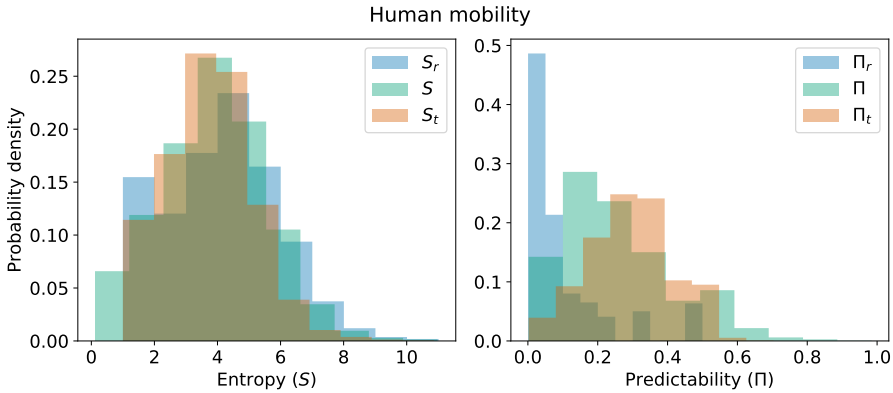 Human mobility
Probability density
0.25
0.20
0.15
0.10
0.05
0.00
S_r
S
S_t
0 2 4 6 8 10
Entropy (S)
0.5
0.4
0.3
0.2
0.1
0.0
Π_r
Π
Π_t
0.0 0.2 0.4 0.6 0.8 1.0
Predictability (Π)